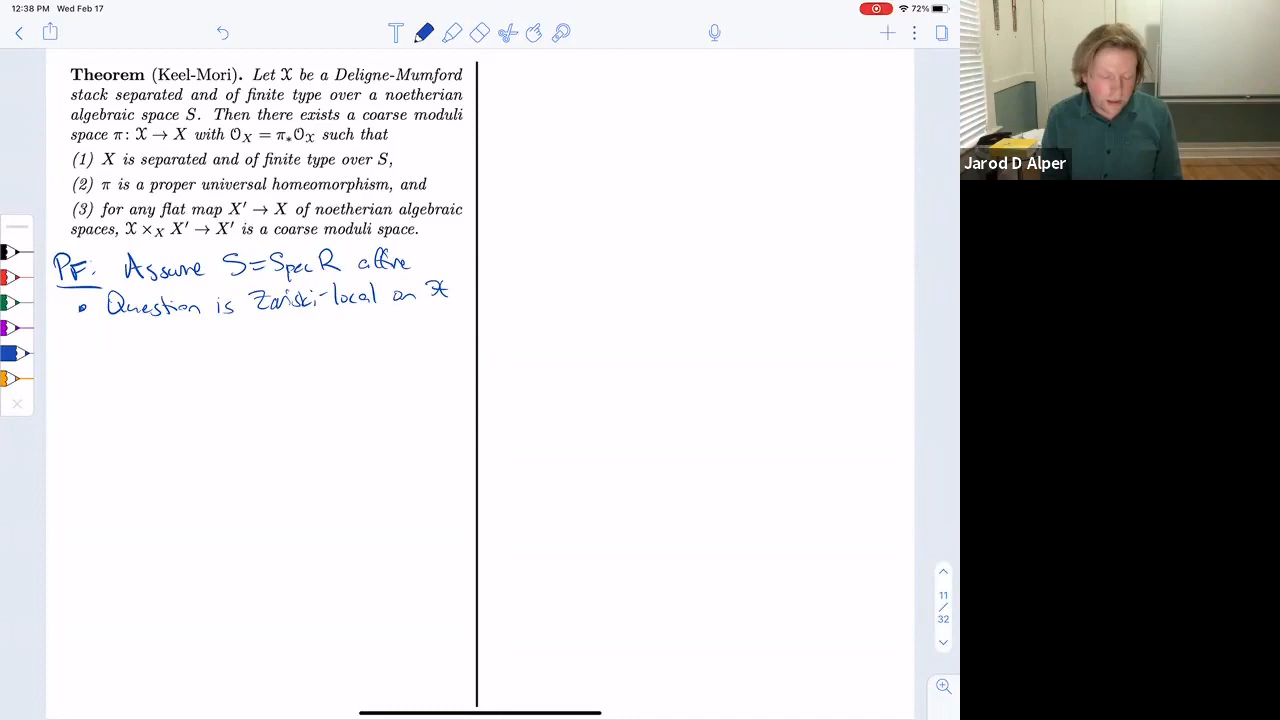 12:38 PM Wed Feb 17
72%
Theorem (Keel-Mori). Let 𝒳 be a Deligne-Mumford
stack separated and of finite type over a noetherian
algebraic space S. Then there exists a coarse moduli
space π: 𝒳 → X with 𝒪_X = π_*𝒪_𝒳 such that
(1) X is separated and of finite type over S,
(2) π is a proper universal homeomorphism, and
(3) for any flat map X′ → X of noetherian algebraic
spaces, 𝒳 ×_X X′ → X′ is a coarse moduli space.
PF: Assume S = Spec R affine
• Question is Zariski-local on 𝒳
11
/
32
Jarod D Alper